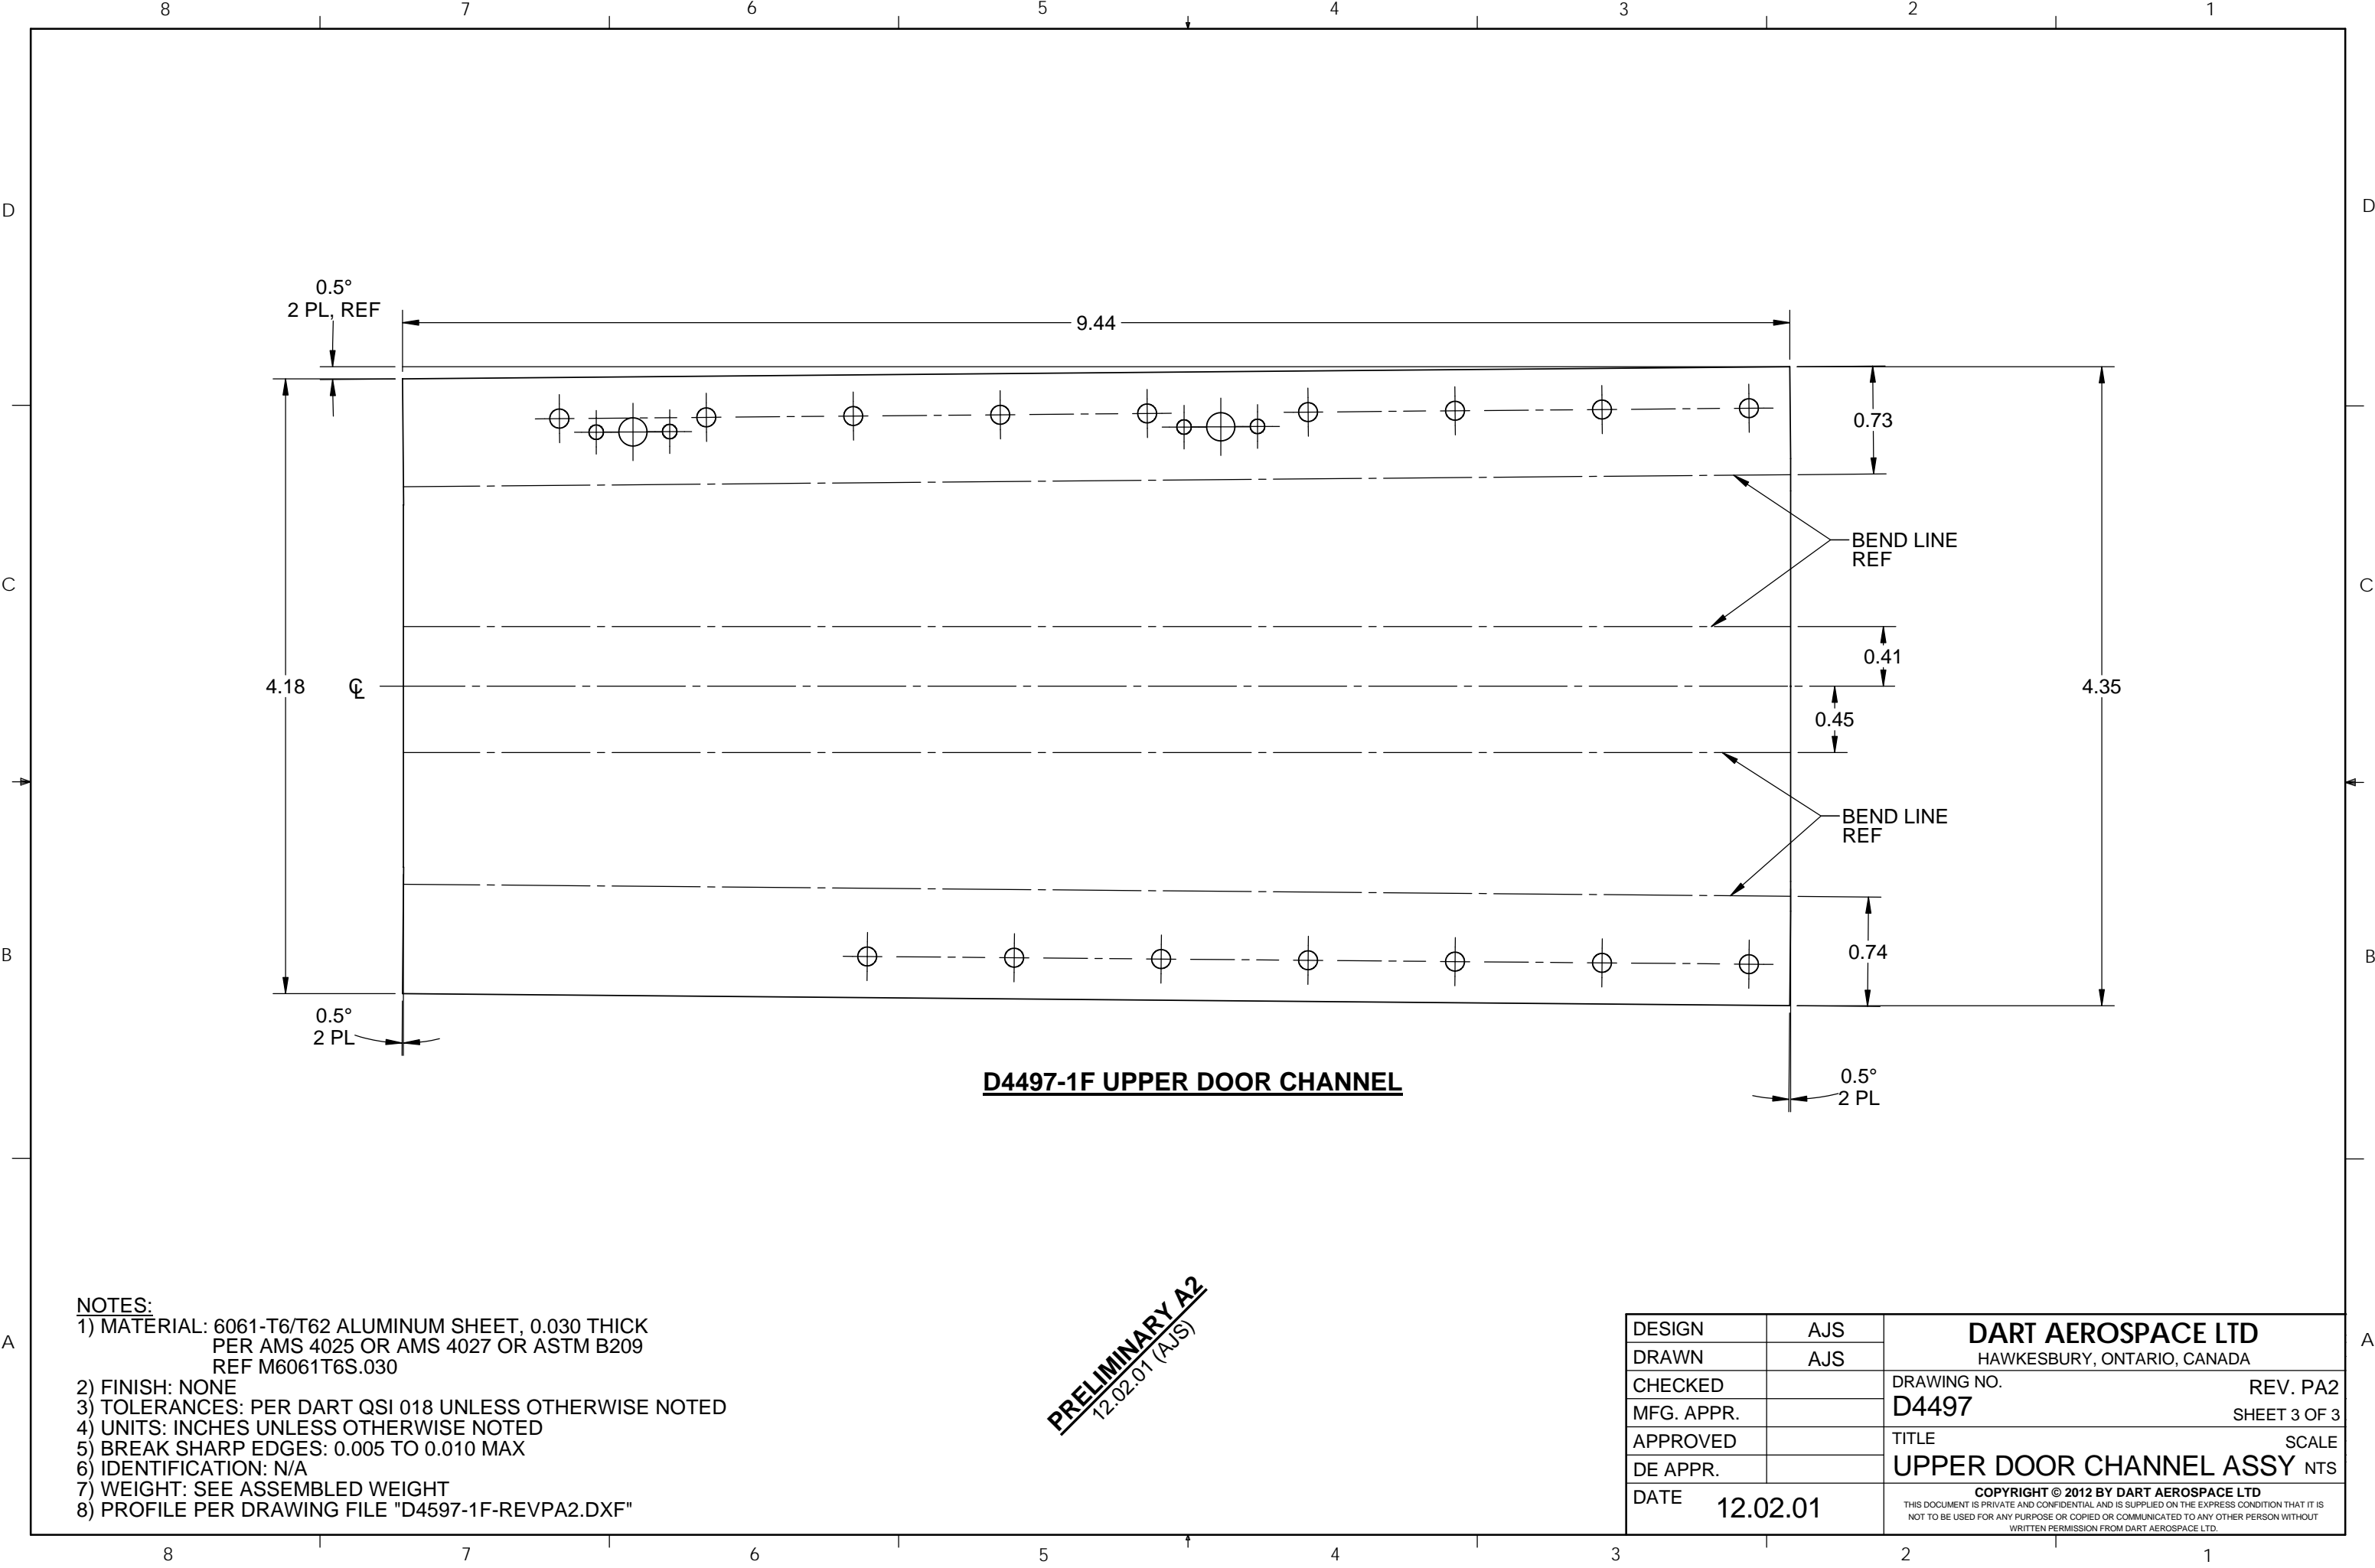 8 7 6 5 4 3 2 1
D D
C C
B B
A A
0.5°
2 PL, REF
9.44
0.73
BEND LINE
REF
0.41
4.18
℄
4.35
0.45
BEND LINE
REF
0.74
0.5°
2 PL
D4497-1F UPPER DOOR CHANNEL
0.5°
2 PL
NOTES:
1) MATERIAL: 6061-T6/T62 ALUMINUM SHEET, 0.030 THICK
PER AMS 4025 OR AMS 4027 OR ASTM B209
REF M6061T6S.030
2) FINISH: NONE
3) TOLERANCES: PER DART QSI 018 UNLESS OTHERWISE NOTED
4) UNITS: INCHES UNLESS OTHERWISE NOTED
5) BREAK SHARP EDGES: 0.005 TO 0.010 MAX
6) IDENTIFICATION: N/A
7) WEIGHT: SEE ASSEMBLED WEIGHT
8) PROFILE PER DRAWING FILE "D4597-1F-REVPA2.DXF"
PRELIMINARY A2
12.02.01 (AJS)
DESIGN AJS
DRAWN AJS
CHECKED
MFG. APPR.
APPROVED
DE APPR.
DATE 12.02.01
DART AEROSPACE LTD
HAWKESBURY, ONTARIO, CANADA
DRAWING NO. REV. PA2
D4497 SHEET 3 OF 3
TITLE SCALE
UPPER DOOR CHANNEL ASSY NTS
COPYRIGHT © 2012 BY DART AEROSPACE LTD
THIS DOCUMENT IS PRIVATE AND CONFIDENTIAL AND IS SUPPLIED ON THE EXPRESS CONDITION THAT IT IS
NOT TO BE USED FOR ANY PURPOSE OR COPIED OR COMMUNICATED TO ANY OTHER PERSON WITHOUT
WRITTEN PERMISSION FROM DART AEROSPACE LTD.
8 7 6 5 4 3 2 1